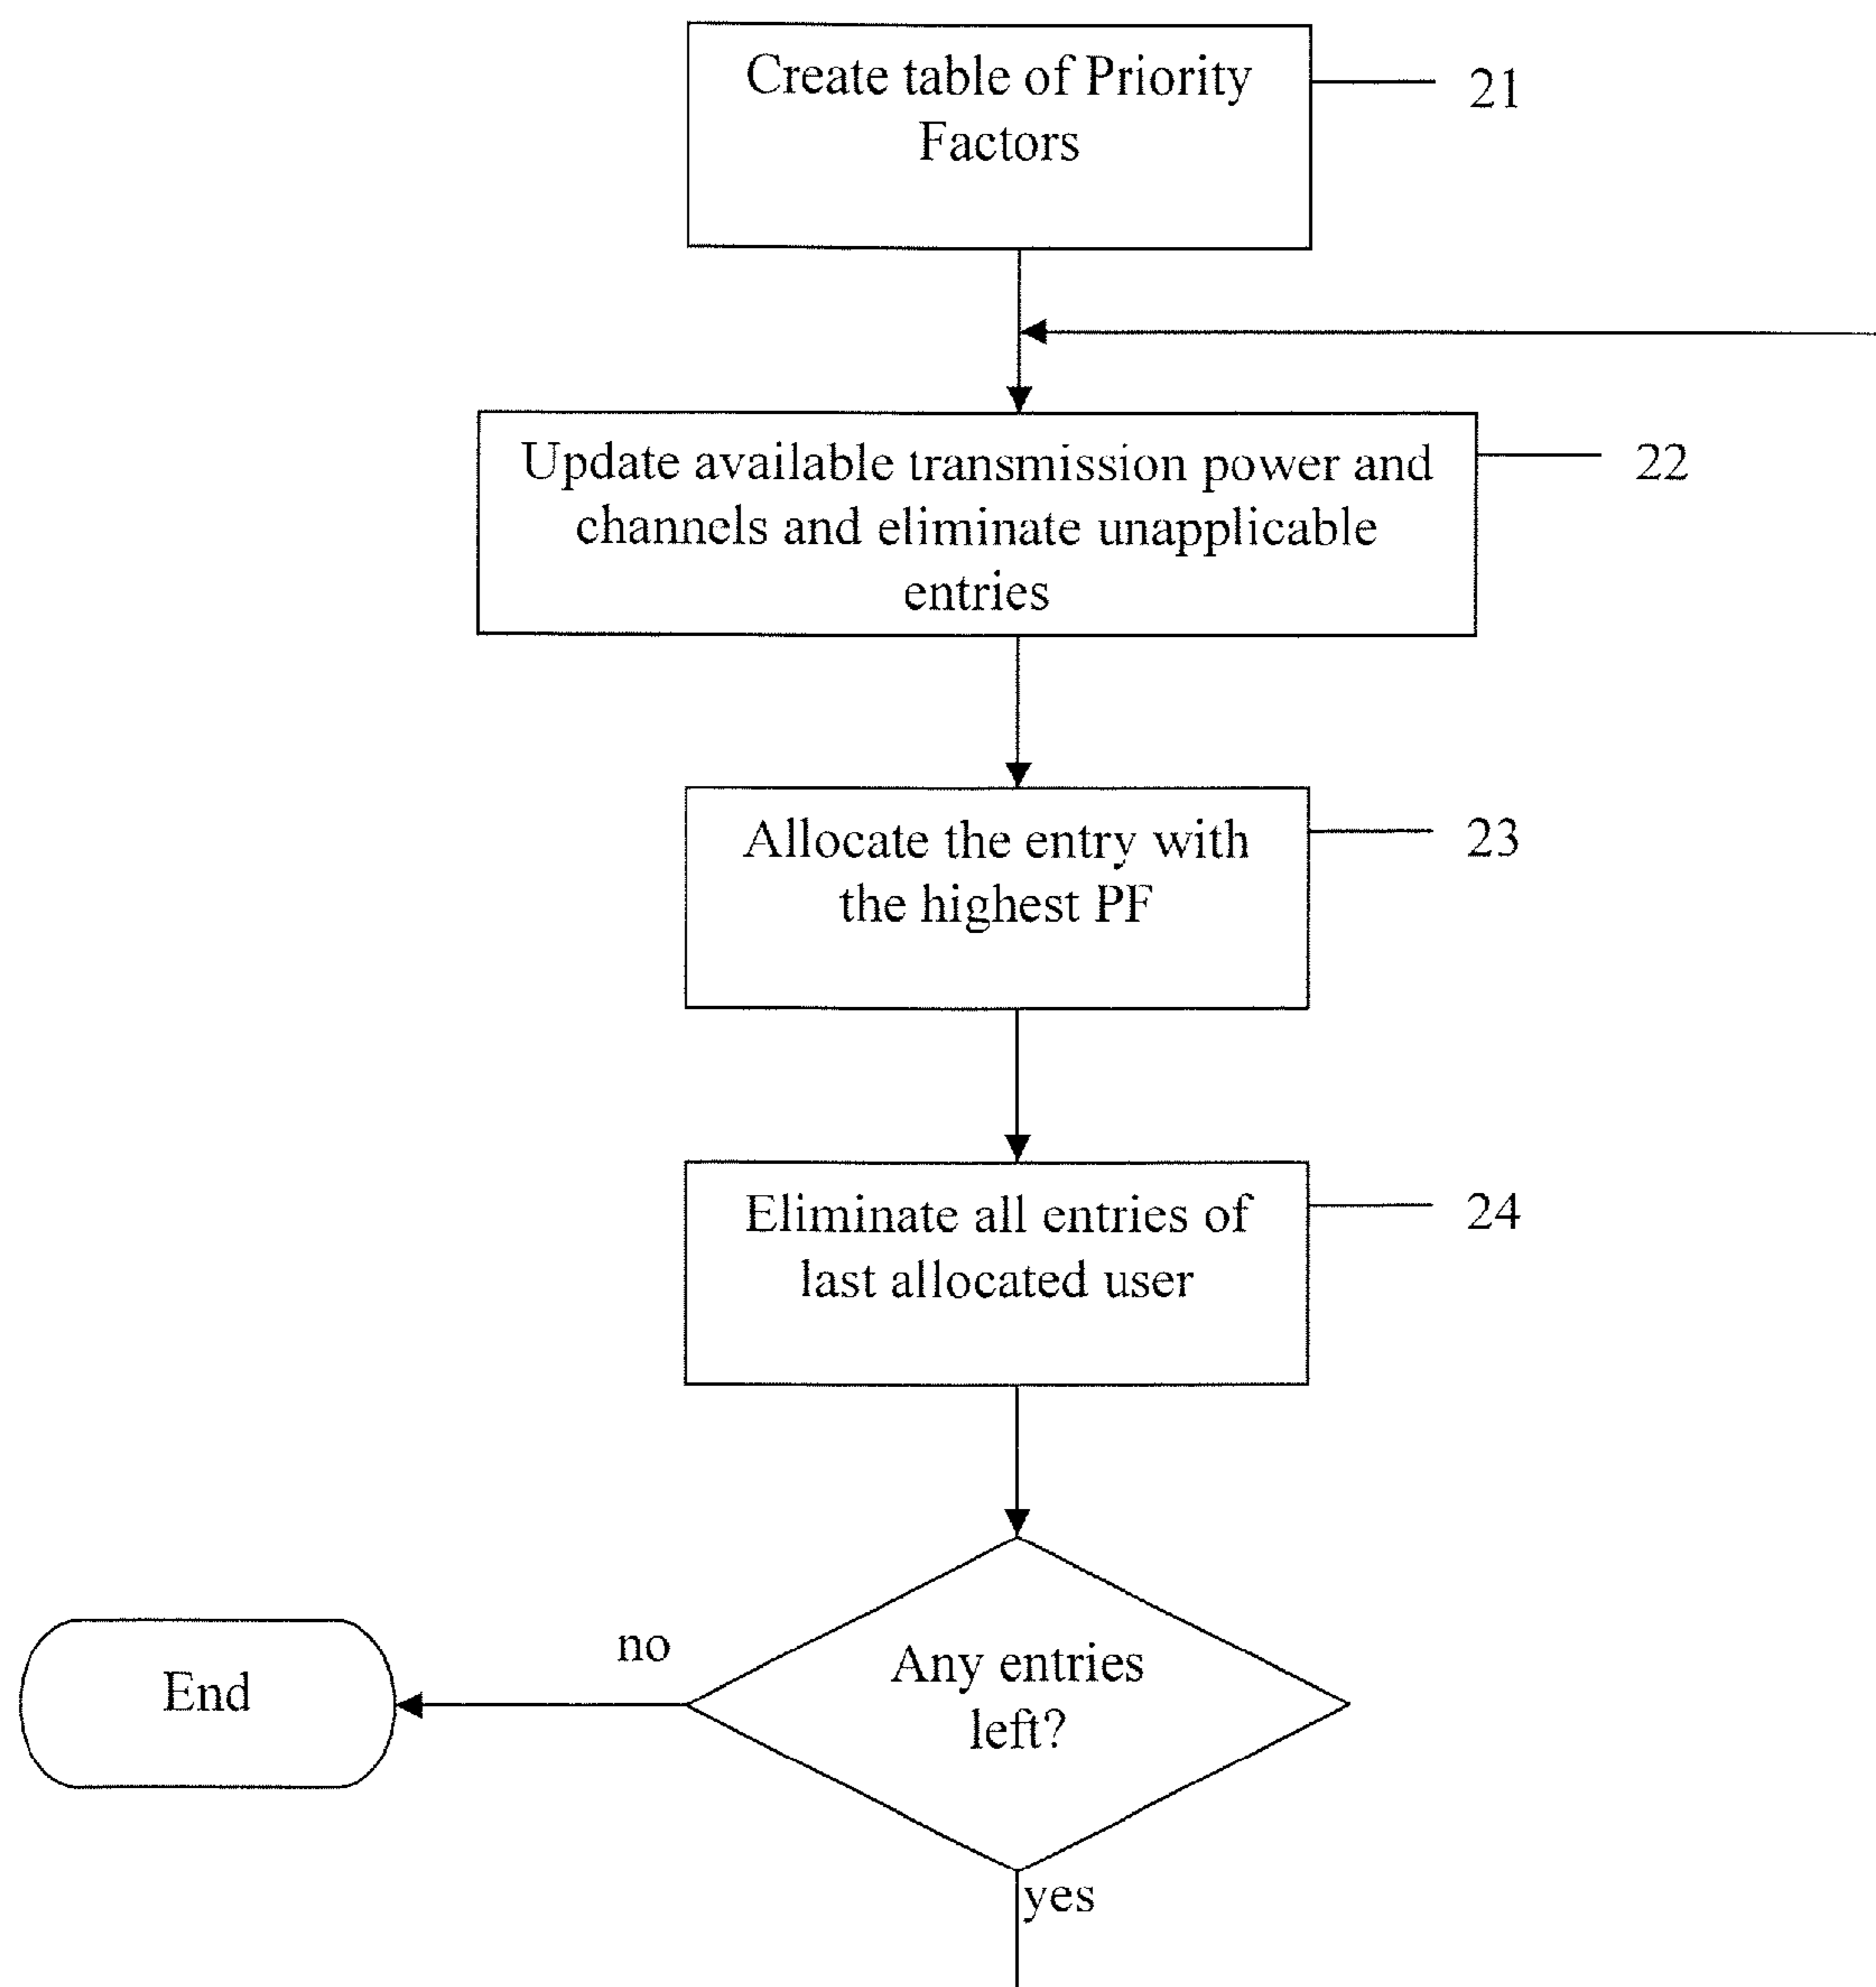 Create table of Priority
Factors
21
Update available transmission power and
channels and eliminate unapplicable
entries
22
Allocate the entry with
the highest PF
23
Eliminate all entries of
last allocated user
24
Any entries
left?
no
End
yes